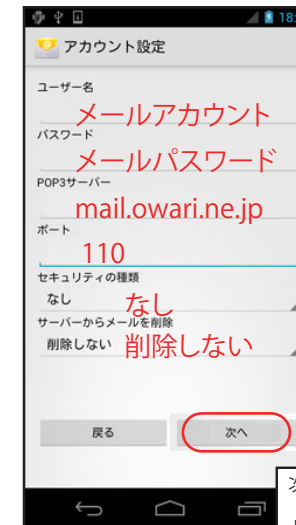 18:
アカウント設定
ユーザー名
メールアカウント
パスワード
メールパスワード
POP3サーバー
mail.owari.ne.jp
ポート
110
セキュリティの種類
なし なし
サーバーからメールを削除
削除しない 削除しない
戻る 次へ